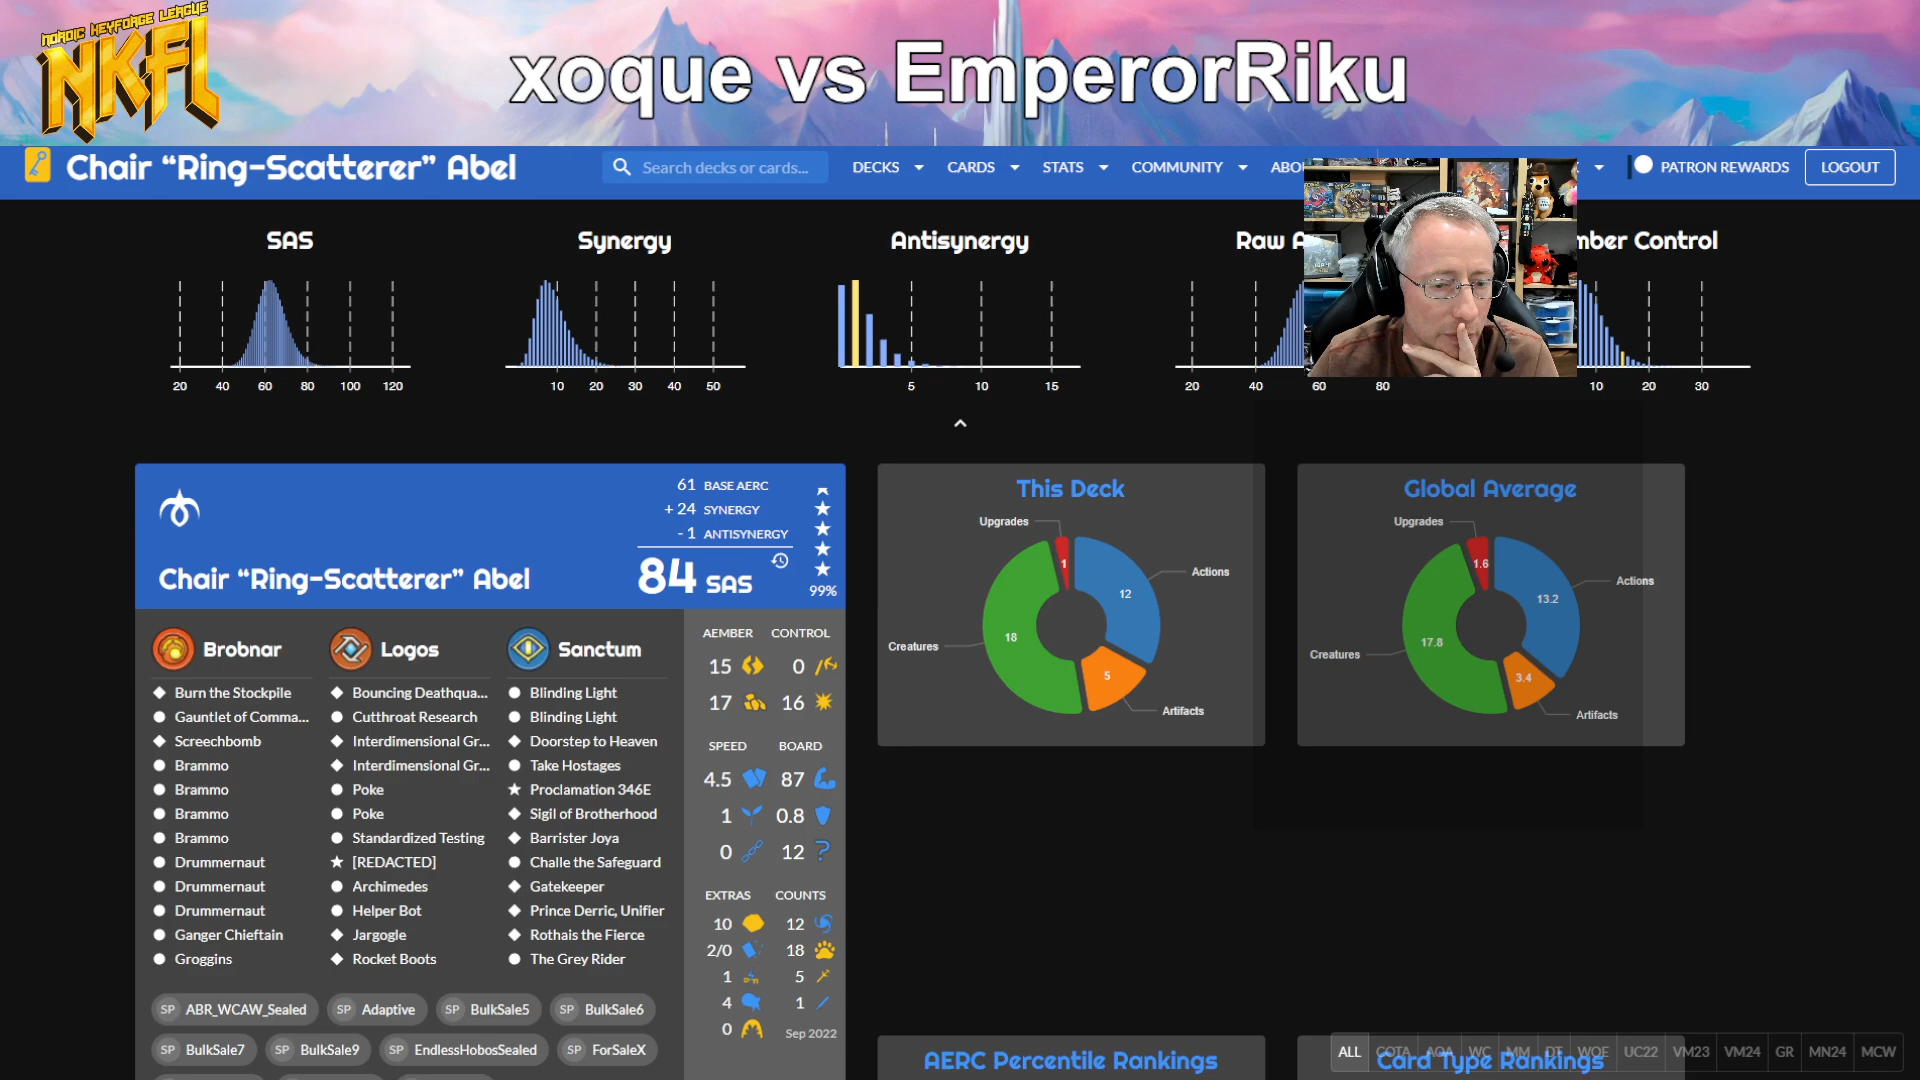 NORDIC KEYFORGE LEAGUE
NKFL
xoque vs EmperorRiku
Chair “Ring-Scatterer” Abel
Search decks or cards...
DECKS
CARDS
STATS
COMMUNITY
PATRON REWARDS
LOGOUT
SAS
Synergy
Antisynergy
20 40 60 80 100 120
10 20 30 40 50
5 10 15
20 40 60 80
10 20 30
61 BASE AERC
+ 24 SYNERGY
- 1 ANTISYNERGY
84 SAS
99%
Chair “Ring-Scatterer” Abel
Brobnar
Burn the Stockpile
Gauntlet of Comma...
Screechbomb
Brammo
Brammo
Brammo
Brammo
Drummernaut
Drummernaut
Drummernaut
Ganger Chieftain
Groggins
Logos
Bouncing Deathqua...
Cutthroat Research
Interdimensional Gr...
Interdimensional Gr...
Poke
Poke
Standardized Testing
[REDACTED]
Archimedes
Helper Bot
Jargogle
Rocket Boots
Sanctum
Blinding Light
Blinding Light
Doorstep to Heaven
Take Hostages
Proclamation 346E
Sigil of Brotherhood
Barrister Joya
Challe the Safeguard
Gatekeeper
Prince Derric, Unifier
Rothais the Fierce
The Grey Rider
AEMBER CONTROL
15 0
17 16
SPEED BOARD
4.5 87
1 0.8
0 12
EXTRAS COUNTS
10 12
2/0 18
1 5
4 1
0 Sep 2022
SP ABR_WCAW_Sealed
SP Adaptive
SP BulkSale5
SP BulkSale6
SP BulkSale7
SP BulkSale9
SP EndlessHobosSealed
SP ForSaleX
This Deck
Upgrades
1
Actions
12
Creatures
18
5
Artifacts
Global Average
Upgrades
1.6
Actions
13.2
Creatures
17.8
3.4
Artifacts
AERC Percentile Rankings
Card Type Rankings
ALL COTA AOA WC MM DT WOE UC22 VM23 VM24 GR MN24 MCW